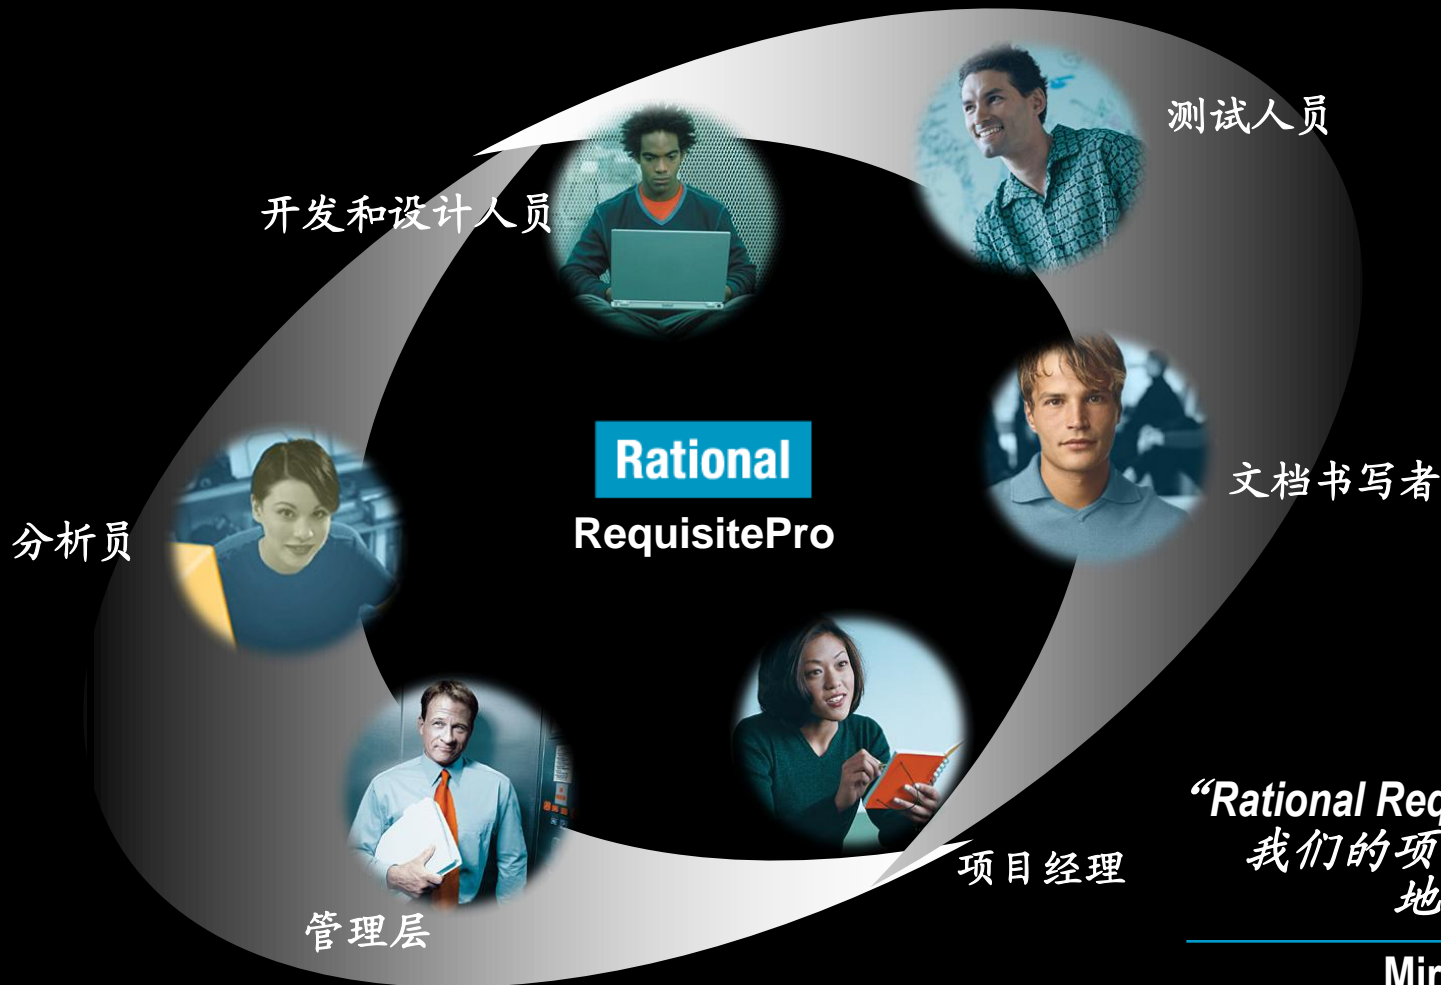 测试人员
开发和设计人员
Rational
RequisitePro
文档书写者
分析员
项目经理
管理层
“Rational Req
我们的项
地